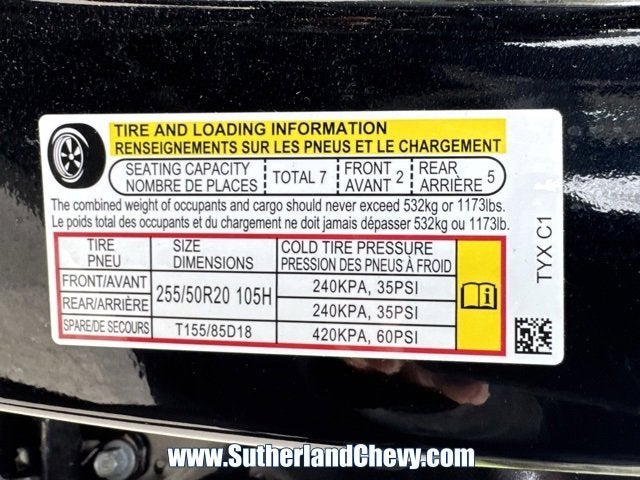 TIRE AND LOADING INFORMATION
RENSEIGNEMENTS SUR LES PNEUS ET LE CHARGEMENT
SEATING CAPACITY
NOMBRE DE PLACES
TOTAL 7
FRONT
AVANT 2
REAR
ARRIÈRE 5
The combined weight of occupants and cargo should never exceed 532kg or 1173lbs.
Le poids total des occupants et du chargement ne doit jamais dépasser 532kg ou 1173lb.
TIRE
PNEU
SIZE
DIMENSIONS
COLD TIRE PRESSURE
PRESSION DES PNEUS À FROID
FRONT/AVANT
REAR/ARRIÈRE
255/50R20 105H
240KPA, 35PSI
240KPA, 35PSI
SPARE/DE SECOURS
T155/85D18
420KPA, 60PSI
TYX C1
www.SutherlandChevy.com